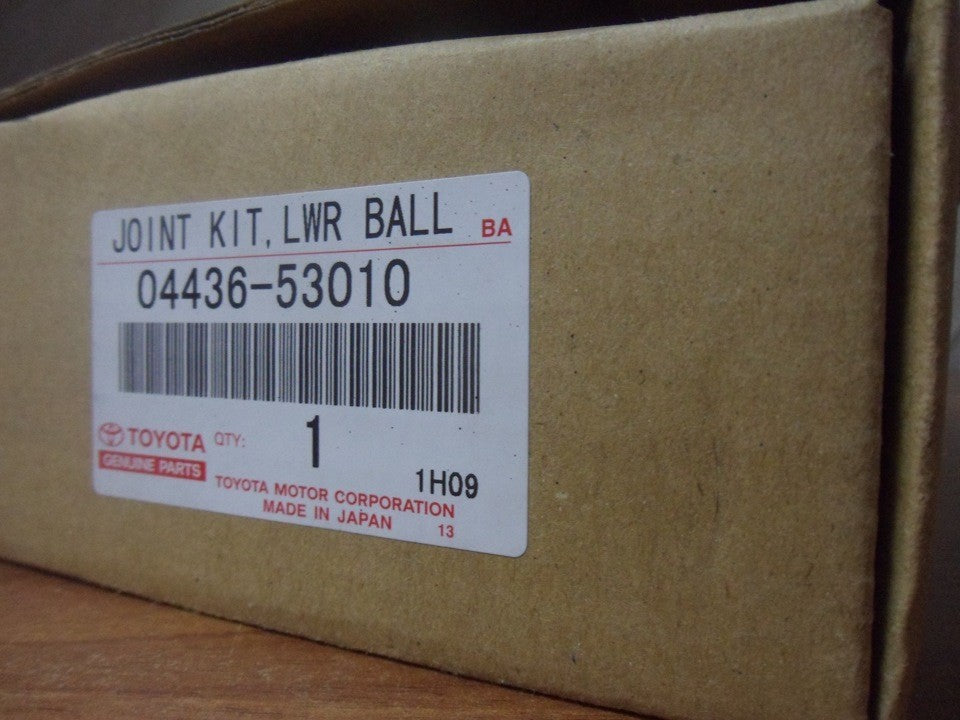 JOINT KIT, LWR BALL BA
04436-53010
TOYOTA QTY: 1
GENUINE PARTS
1H09
TOYOTA MOTOR CORPORATION
MADE IN JAPAN 13